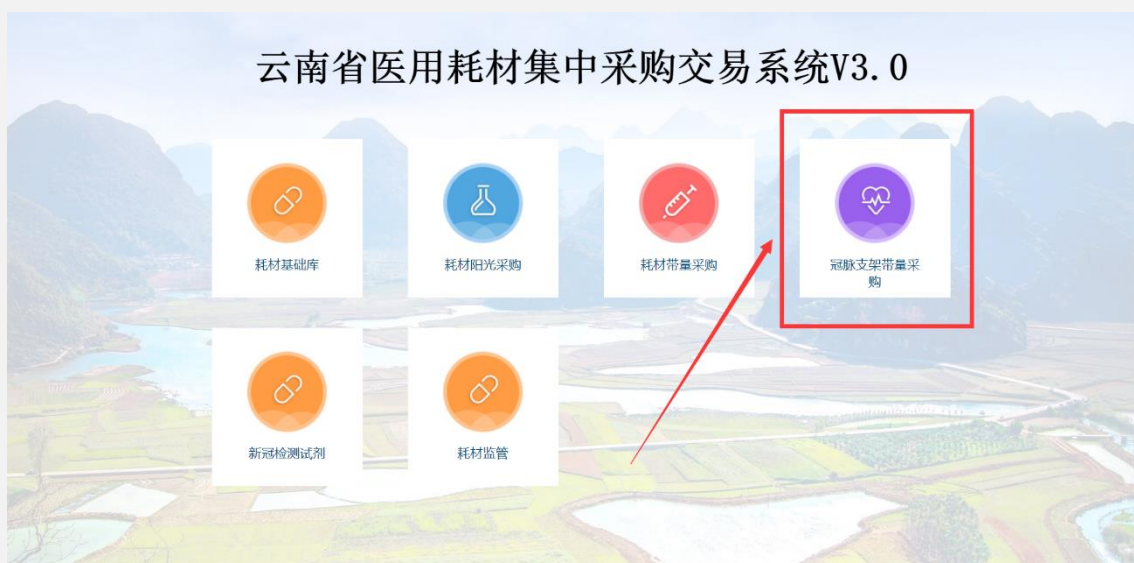 云南省医用耗材集中采购交易系统V3.0
耗材基础库
耗材阳光采购
耗材带量采购
冠脉支架带量采
购
新冠检测试剂
耗材监管